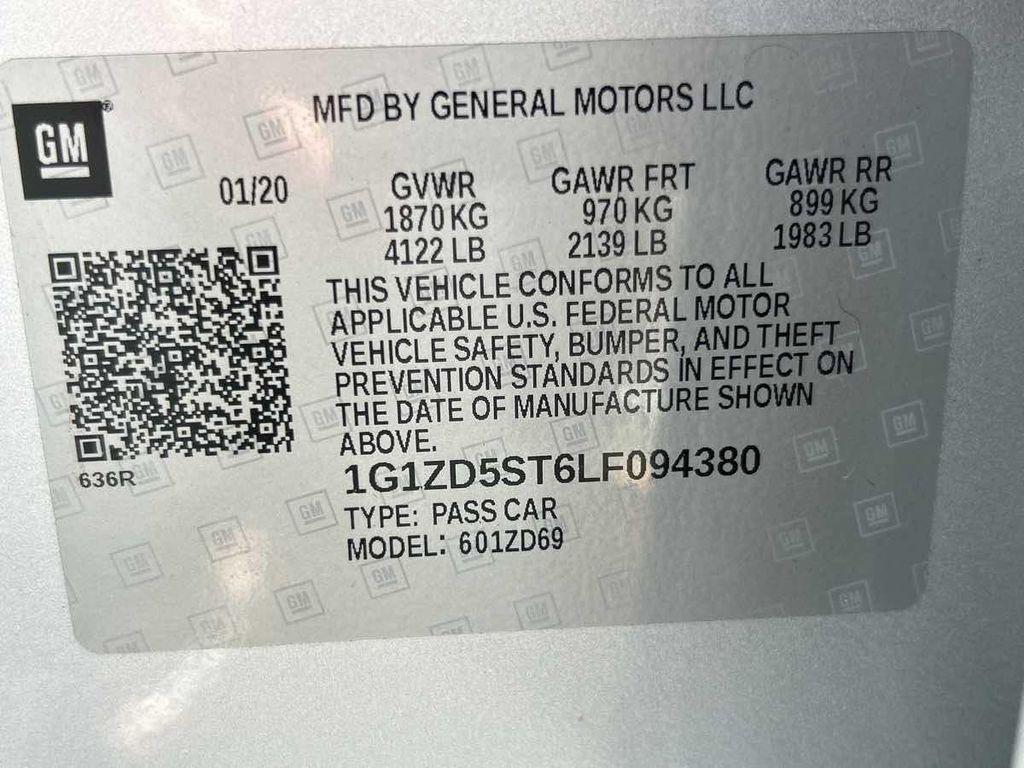 MFD BY GENERAL MOTORS LLC
GM®
01/20 GVWR GAWR FRT GAWR RR
1870 KG 970 KG 899 KG
4122 LB 2139 LB 1983 LB
THIS VEHICLE CONFORMS TO ALL
APPLICABLE U.S. FEDERAL MOTOR
VEHICLE SAFETY, BUMPER, AND THEFT
PREVENTION STANDARDS IN EFFECT ON
THE DATE OF MANUFACTURE SHOWN
ABOVE.
636R
1G1ZD5ST6LF094380
TYPE: PASS CAR
MODEL: 601ZD69